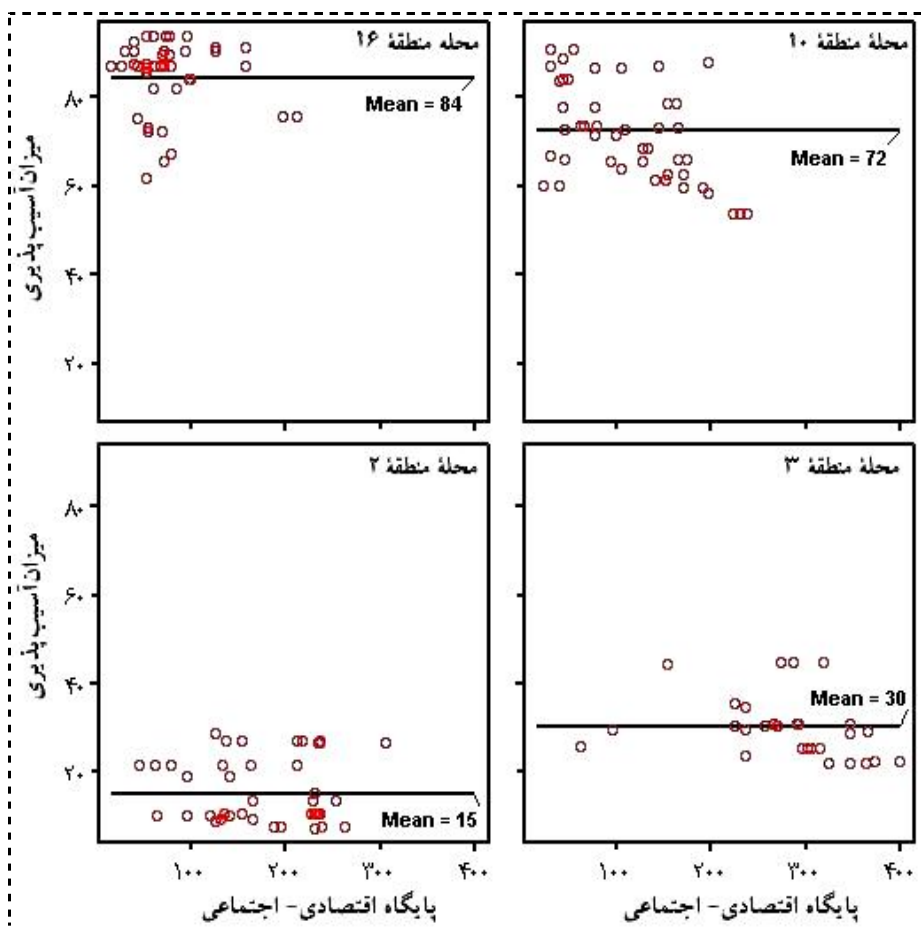 محله منطقهٔ ۱۶
محله منطقهٔ ۱۰
۸۰
Mean = 84
Mean = 72
۶۰
۴۰
۲۰
میزان آسیب پذیری
محلهٔ منطقهٔ ۲
محلهٔ منطقهٔ ۳
۸۰
۶۰
۴۰
۲۰
میزان آسیب پذیری
Mean = 15
Mean = 30
۱۰۰ ۲۰۰ ۳۰۰ ۴۰۰
۱۰۰ ۲۰۰ ۳۰۰ ۴۰۰
پایگاه اقتصادی- اجتماعی
پایگاه اقتصادی- اجتماعی